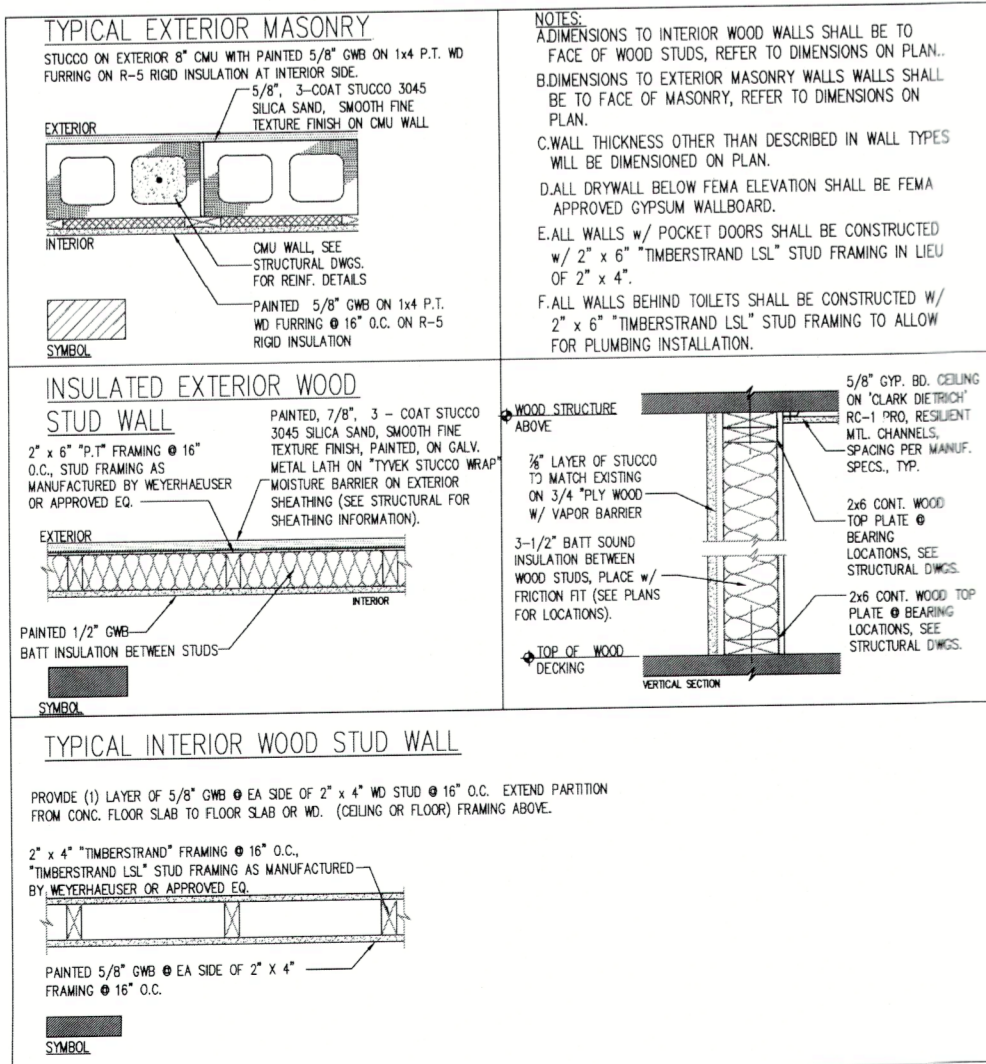 TYPICAL EXTERIOR MASONRY
STUCCO ON EXTERIOR 8" CMU WITH PAINTED 5/8" GWB ON 1x4 P.T. WD
FURRING ON R-5 RIGID INSULATION AT INTERIOR SIDE.
5/8", 3-COAT STUCCO 3045
SILICA SAND, SMOOTH FINE
TEXTURE FINISH ON CMU WALL
EXTERIOR
INTERIOR
CMU WALL, SEE
STRUCTURAL DWGS.
FOR REINF. DETAILS
PAINTED 5/8" GWB ON 1x4 P.T.
WD FURRING @ 16" O.C. ON R-5
RIGID INSULATION
SYMBOL
NOTES:
A.DIMENSIONS TO INTERIOR WOOD WALLS SHALL BE TO
FACE OF WOOD STUDS, REFER TO DIMENSIONS ON PLAN..
B.DIMENSIONS TO EXTERIOR MASONRY WALLS WALLS SHALL
BE TO FACE OF MASONRY, REFER TO DIMENSIONS ON
PLAN.
C.WALL THICKNESS OTHER THAN DESCRIBED IN WALL TYPES
WILL BE DIMENSIONED ON PLAN.
D.ALL DRYWALL BELOW FEMA ELEVATION SHALL BE FEMA
APPROVED GYPSUM WALLBOARD.
E.ALL WALLS w/ POCKET DOORS SHALL BE CONSTRUCTED
w/ 2" x 6" "TIMBERSTRAND LSL" STUD FRAMING IN LIEU
OF 2" x 4".
F.ALL WALLS BEHIND TOILETS SHALL BE CONSTRUCTED W/
2" x 6" "TIMBERSTRAND LSL" STUD FRAMING TO ALLOW
FOR PLUMBING INSTALLATION.
INSULATED EXTERIOR WOOD
STUD WALL
2" x 6" "P.T" FRAMING @ 16"
O.C., STUD FRAMING AS
MANUFACTURED BY WEYERHAEUSER
OR APPROVED EQ.
PAINTED, 7/8", 3 - COAT STUCCO
3045 SILICA SAND, SMOOTH FINE
TEXTURE FINISH, PAINTED, ON GALV.
METAL LATH ON "TYVEK STUCCO WRAP"
MOISTURE BARRIER ON EXTERIOR
SHEATHING (SEE STRUCTURAL FOR
SHEATHING INFORMATION).
EXTERIOR
INTERIOR
PAINTED 1/2" GWB
BATT INSULATION BETWEEN STUDS
SYMBOL
WOOD STRUCTURE
ABOVE
⅞" LAYER OF STUCCO
TO MATCH EXISTING
ON 3/4 "PLY WOOD
W/ VAPOR BARRIER
3-1/2" BATT SOUND
INSULATION BETWEEN
WOOD STUDS, PLACE w/
FRICTION FIT (SEE PLANS
FOR LOCATIONS).
TOP OF WOOD
DECKING
VERTICAL SECTION
5/8" GYP. BD. CEILING
ON 'CLARK DIETRICH'
RC-1 PRO, RESILIENT
MTL. CHANNELS,
SPACING PER MANUF.
SPECS., TYP.
2x6 CONT. WOOD
TOP PLATE @
BEARING
LOCATIONS, SEE
STRUCTURAL DWGS.
2x6 CONT. WOOD TOP
PLATE @ BEARING
LOCATIONS, SEE
STRUCTURAL DWGS.
TYPICAL INTERIOR WOOD STUD WALL
PROVIDE (1) LAYER OF 5/8" GWB @ EA SIDE OF 2" x 4" WD STUD @ 16" O.C. EXTEND PARTITION
FROM CONC. FLOOR SLAB TO FLOOR SLAB OR WD. (CEILING OR FLOOR) FRAMING ABOVE.
2" x 4" "TIMBERSTRAND" FRAMING @ 16" O.C.,
"TIMBERSTRAND LSL" STUD FRAMING AS MANUFACTURED
BY WEYERHAEUSER OR APPROVED EQ.
PAINTED 5/8" GWB @ EA SIDE OF 2" X 4"
FRAMING @ 16" O.C.
SYMBOL